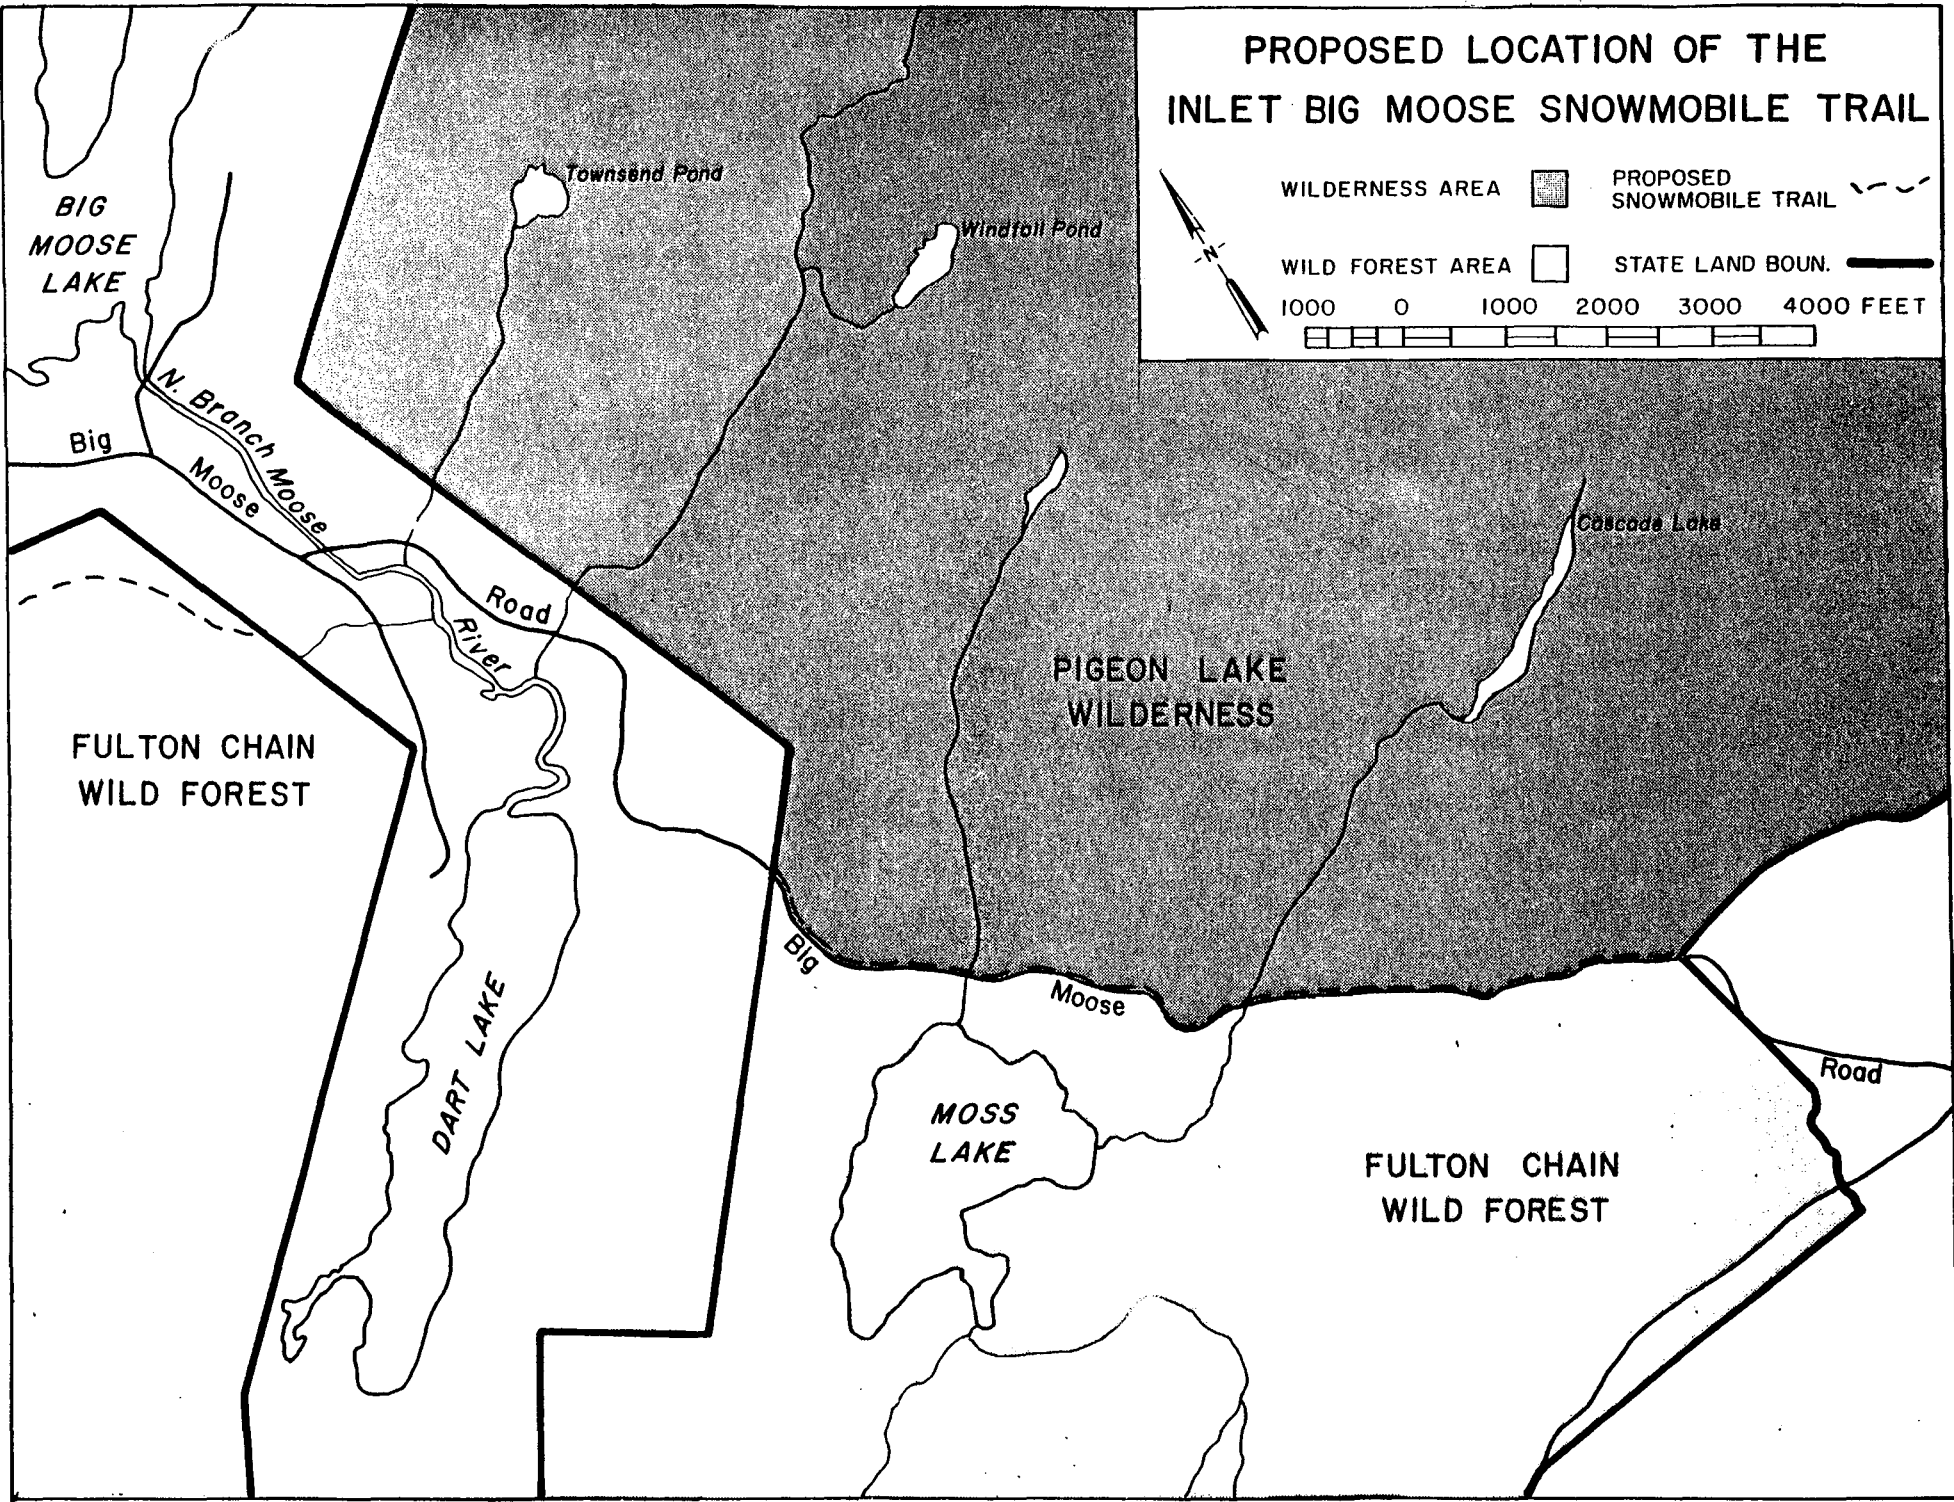 PROPOSED LOCATION OF THE
INLET BIG MOOSE SNOWMOBILE TRAIL
WILDERNESS AREA
PROPOSED
SNOWMOBILE TRAIL
WILD FOREST AREA
STATE LAND BOUN.
N
1000 0 1000 2000 3000 4000 FEET
Townsend Pond
Windfall Pond
BIG
MOOSE
LAKE
N. Branch Moose River
Big Moose Road
Cascade Lake
PIGEON LAKE
WILDERNESS
FULTON CHAIN
WILD FOREST
Big Moose Road
DART LAKE
MOSS
LAKE
FULTON CHAIN
WILD FOREST